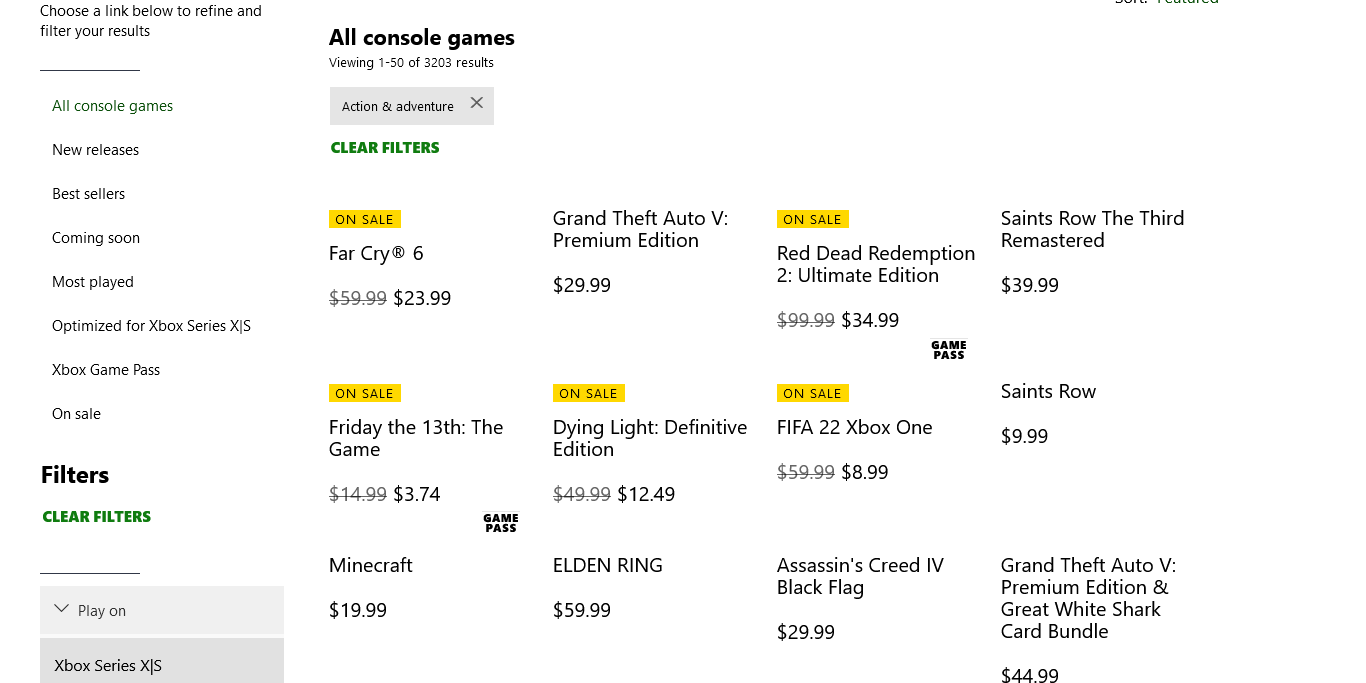 Choose a link below to refine and
filter your results
All console games
New releases
Best sellers
Coming soon
Most played
Optimized for Xbox Series X|S
Xbox Game Pass
On sale
Filters
CLEAR FILTERS
Play on
Xbox Series X|S
Sort: Featured
All console games
Viewing 1-50 of 3203 results
Action & adventure
CLEAR FILTERS
ON SALE
Far Cry® 6
$59.99 $23.99
Grand Theft Auto V:
Premium Edition
$29.99
ON SALE
Red Dead Redemption
2: Ultimate Edition
$99.99 $34.99
Saints Row The Third
Remastered
$39.99
ON SALE
Friday the 13th: The
Game
$14.99 $3.74
GAME
PASS
ON SALE
Dying Light: Definitive
Edition
$49.99 $12.49
GAME
PASS
ON SALE
FIFA 22 Xbox One
$59.99 $8.99
Saints Row
$9.99
Minecraft
$19.99
ELDEN RING
$59.99
Assassin's Creed IV
Black Flag
$29.99
Grand Theft Auto V:
Premium Edition &
Great White Shark
Card Bundle
$44.99